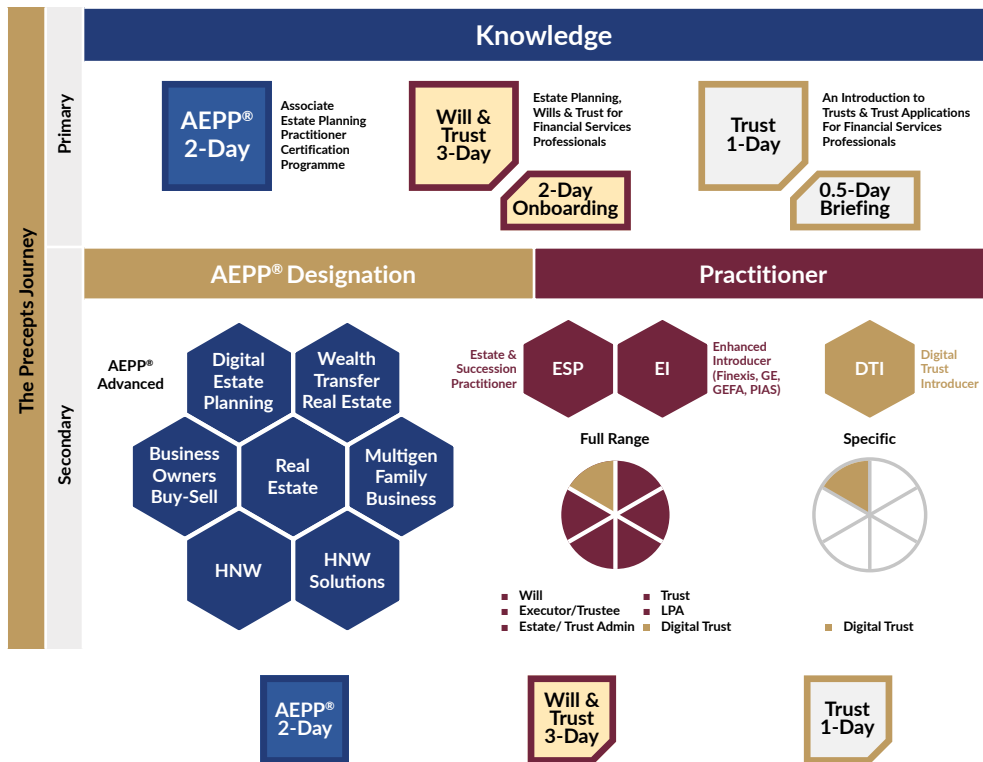 The Precepts Journey
Primary
Knowledge
AEPP®
2-Day
Associate
Estate Planning
Practitioner
Certification
Programme
Will &
Trust
3-Day
Estate Planning,
Wills & Trust for
Financial Services
Professionals
2-Day
Onboarding
Trust
1-Day
An Introduction to
Trusts & Trust Applications
For Financial Services
Professionals
0.5-Day
Briefing
Secondary
AEPP® Designation
Practitioner
AEPP®
Advanced
Digital
Estate
Planning
Wealth
Transfer
Real Estate
Business
Owners
Buy-Sell
Real
Estate
Multigen
Family
Business
HNW
HNW
Solutions
Estate &
Succession
Practitioner
ESP
EI
Enhanced
Introducer
(Finexis, GE,
GEFA, PIAS)
DTI
Digital
Trust
Introducer
Full Range
Will
Executor/Trustee
Estate/ Trust Admin
Trust
LPA
Digital Trust
Specific
Digital Trust
AEPP®
2-Day
Will &
Trust
3-Day
Trust
1-Day